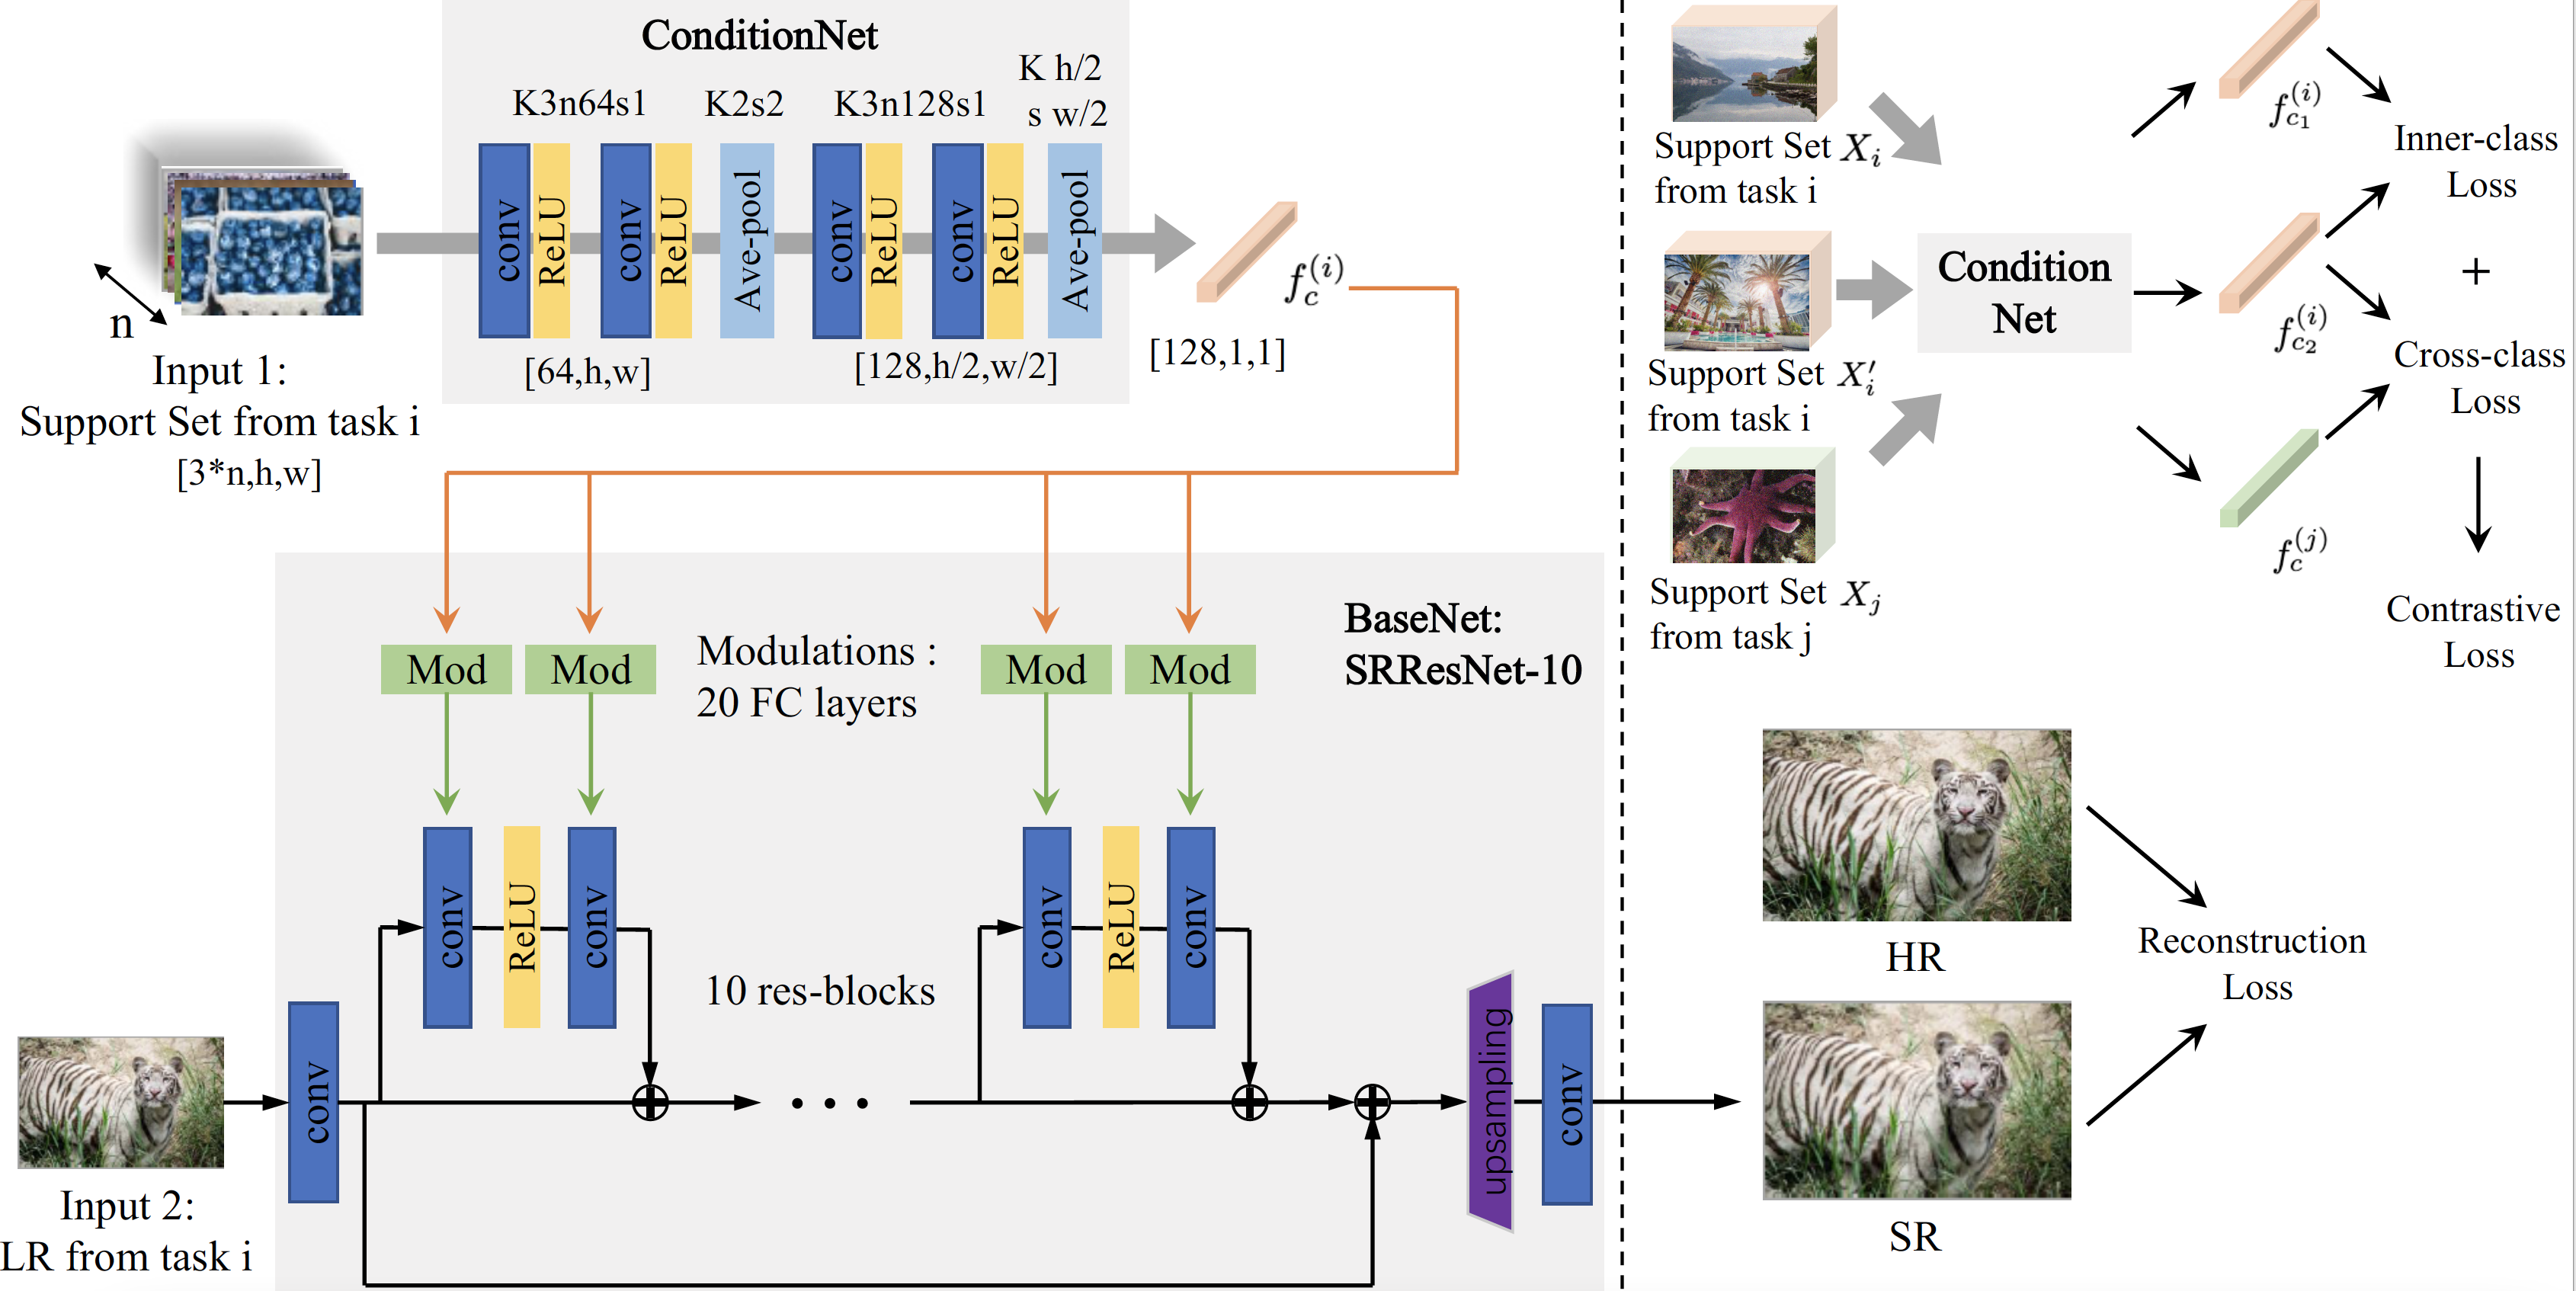 ConditionNet
K3n64s1
K2s2
K3n128s1
K h/2
s w/2
conv
ReLU
conv
ReLU
Ave-pool
conv
ReLU
conv
ReLU
Ave-pool
[64,h,w]
[128,h/2,w/2]
[128,1,1]
f_c^{(i)}
n
Input 1:
Support Set from task i
[3*n,h,w]
Mod
Mod
Modulations :
20 FC layers
Mod
Mod
BaseNet:
SRResNet-10
conv
conv
ReLU
conv
10 res-blocks
conv
ReLU
conv
upsampling
conv
Input 2:
LR from task i
Support Set X_i
from task i
Support Set X_i'
from task i
Support Set X_j
from task j
Condition
Net
f_{c_1}^{(i)}
f_{c_2}^{(i)}
f_c^{(j)}
Inner-class
Loss
+
Cross-class
Loss
Contrastive
Loss
HR
SR
Reconstruction
Loss